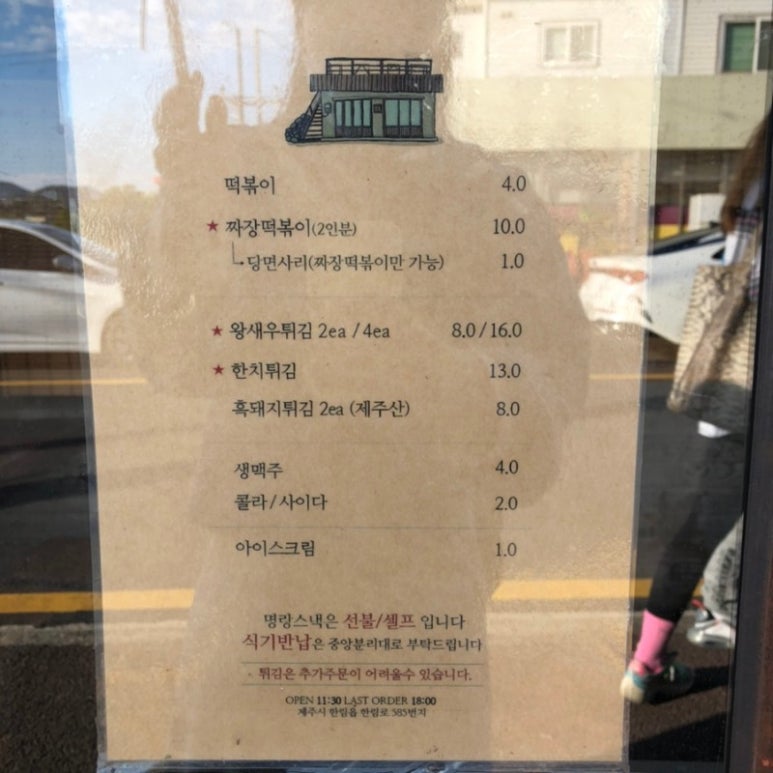 떡볶이 4.0
★ 짜장떡볶이(2인분) 10.0
당면사리(짜장떡볶이만 가능) 1.0
★ 왕새우튀김 2ea / 4ea 8.0 / 16.0
★ 한치튀김 13.0
흑돼지튀김 2ea (제주산) 8.0
생맥주 4.0
콜라/사이다 2.0
아이스크림 1.0
명랑스낵은 선불/셀프 입니다
식기반납은 중앙분리대로 부탁드립니다
튀김은 추가주문이 어려울수 있습니다.
OPEN 11:30 LAST ORDER 18:00
제주시 한림읍 한림로 585번지